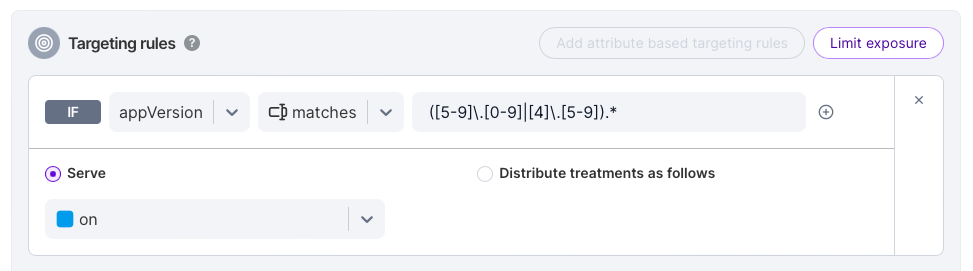 Targeting rules ?
Add attribute based targeting rules
Limit exposure
IF appVersion matches ([5-9]\.[0-9]|[4]\.[5-9]).*
Serve
Distribute treatments as follows
on